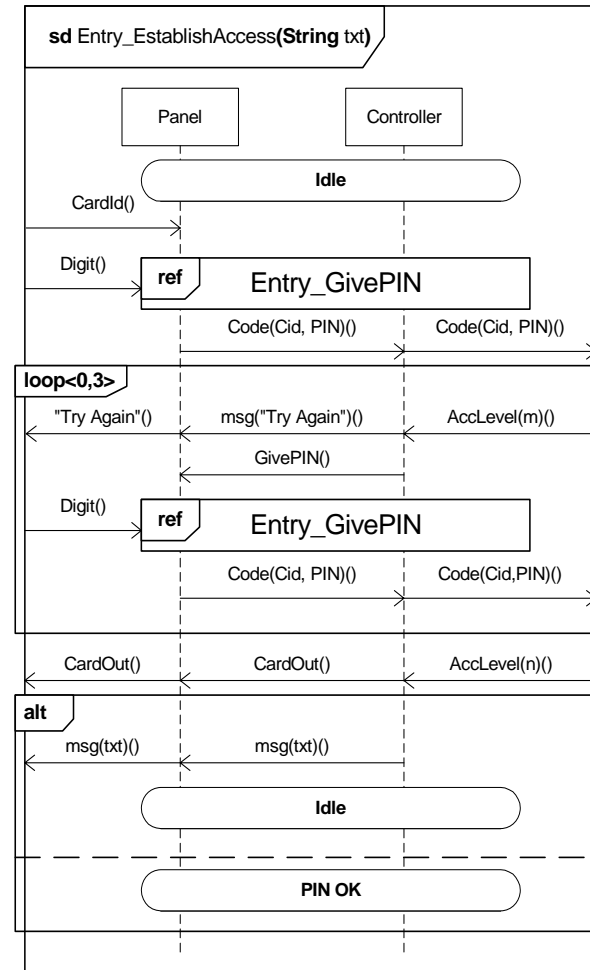 sd Entry_EstablishAccess(String txt)
Panel
Controller
Idle
CardId()
Digit()
ref
Entry_GivePIN
Code(Cid, PIN)()
Code(Cid, PIN)()
loop<0,3>
"Try Again"()
msg("Try Again")()
AccLevel(m)()
GivePIN()
Digit()
ref
Entry_GivePIN
Code(Cid, PIN)()
Code(Cid,PIN)()
CardOut()
CardOut()
AccLevel(n)()
alt
msg(txt)()
msg(txt)()
Idle
PIN OK